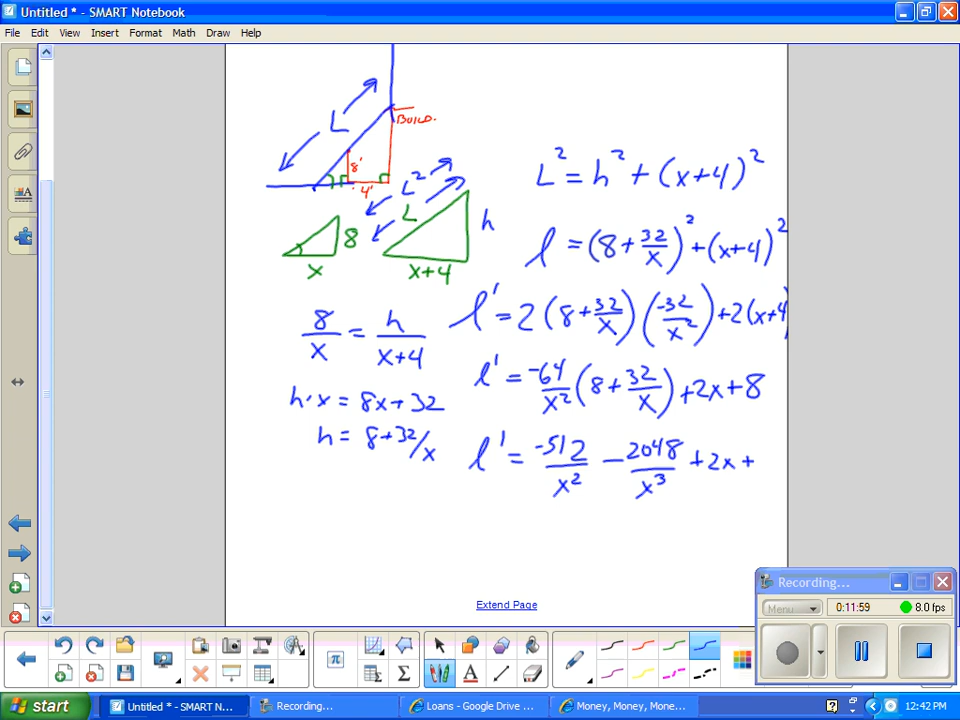 Untitled * - SMART Notebook
File Edit View Insert Format Math Draw Help
L
BUILD.
8'
4'
L²
L
8
x
h
x+4
8/x = h/(x+4)
h·x = 8x+32
h = 8+32/x
L² = h² + (x+4)²
l = (8+32/x)² + (x+4)²
l' = 2(8+32/x)(-32/x²)+2(x+4)
l' = -64/x²(8+32/x)+2x+8
l' = -512/x² - 2048/x³ +2x+
Extend Page
Recording...
Menu
0:11:59
8.0 fps
start
Untitled * - SMART N...
Recording...
Loans - Google Drive ...
Money, Money, Mone...
12:42 PM